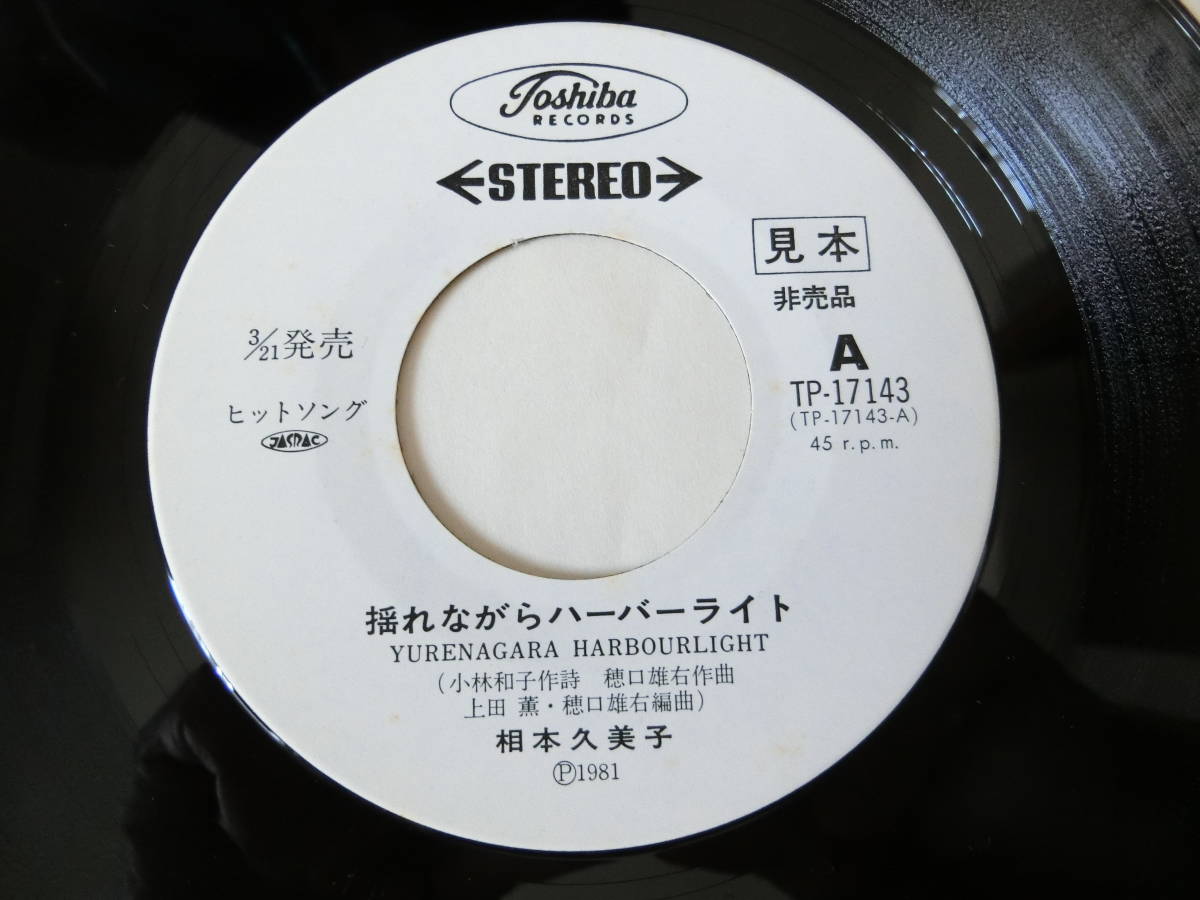 Toshiba
RECORDS
STEREO
見本
非売品
3/21発売
A
TP-17143
(TP-17143-A)
45 r.p.m.
ヒットソング
JASRAC
揺れながらハーバーライト
YURENAGARA HARBOURLIGHT
(小林和子作詩 穂口雄右作曲
上田 薫・穂口雄右編曲)
相本久美子
Ⓟ1981